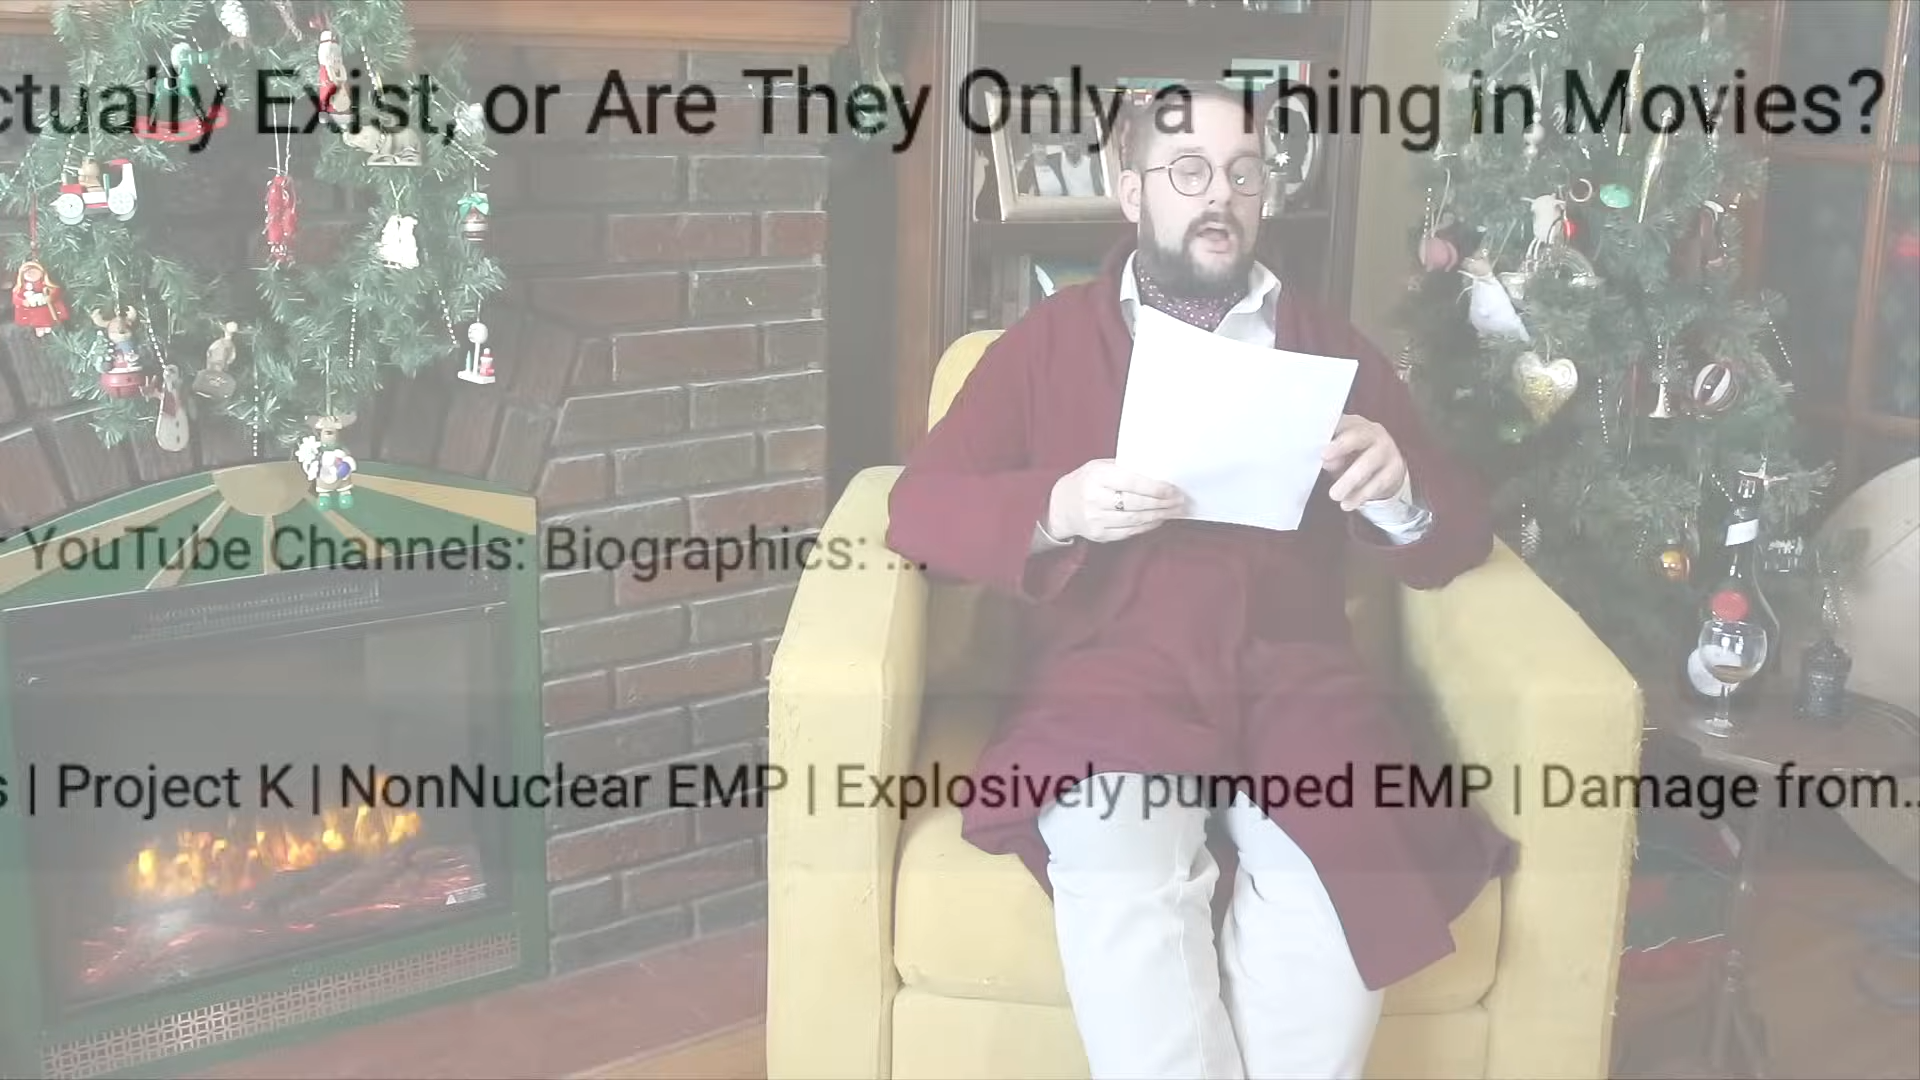 ctually Exist, or Are They Only a Thing in Movies?
r YouTube Channels: Biographics: ...
s | Project K | NonNuclear EMP | Explosively pumped EMP | Damage from...